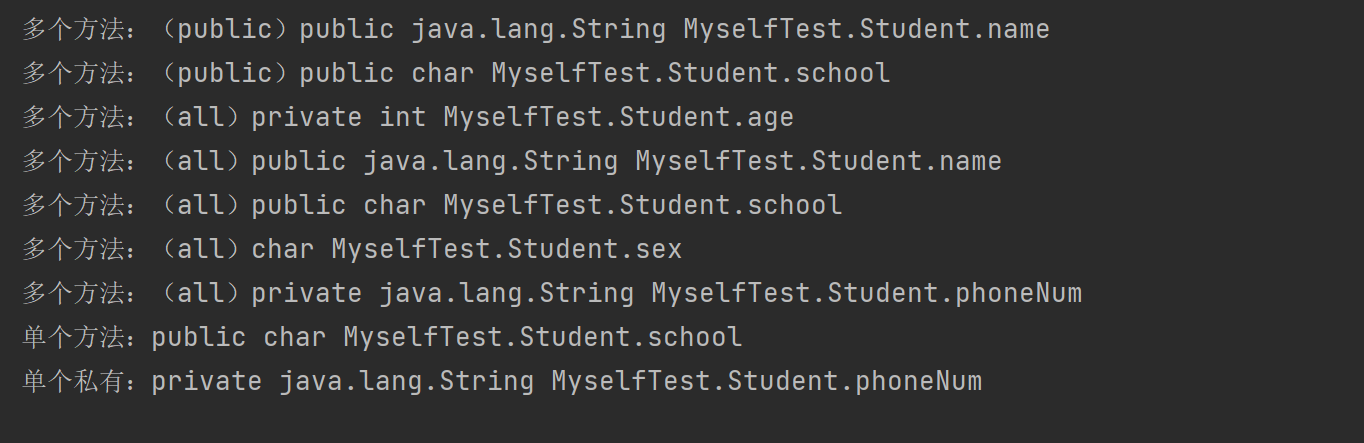 多个方法：（public）public java.lang.String MyselfTest.Student.name
多个方法：（public）public char MyselfTest.Student.school
多个方法：（all）private int MyselfTest.Student.age
多个方法：（all）public java.lang.String MyselfTest.Student.name
多个方法：（all）public char MyselfTest.Student.school
多个方法：（all）char MyselfTest.Student.sex
多个方法：（all）private java.lang.String MyselfTest.Student.phoneNum
单个方法：public char MyselfTest.Student.school
单个私有：private java.lang.String MyselfTest.Student.phoneNum